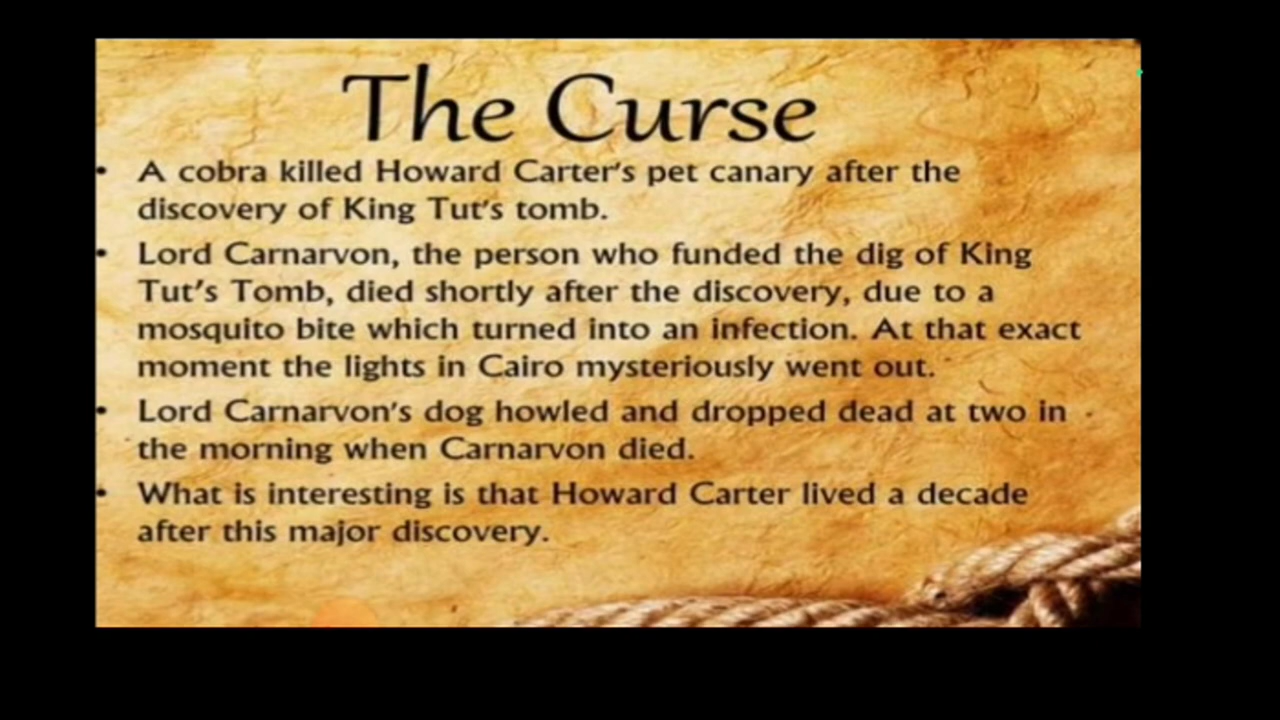 The Curse
• A cobra killed Howard Carter's pet canary after the
discovery of King Tut's tomb.
• Lord Carnarvon, the person who funded the dig of King
Tut's Tomb, died shortly after the discovery, due to a
mosquito bite which turned into an infection. At that exact
moment the lights in Cairo mysteriously went out.
• Lord Carnarvon's dog howled and dropped dead at two in
the morning when Carnarvon died.
• What is interesting is that Howard Carter lived a decade
after this major discovery.